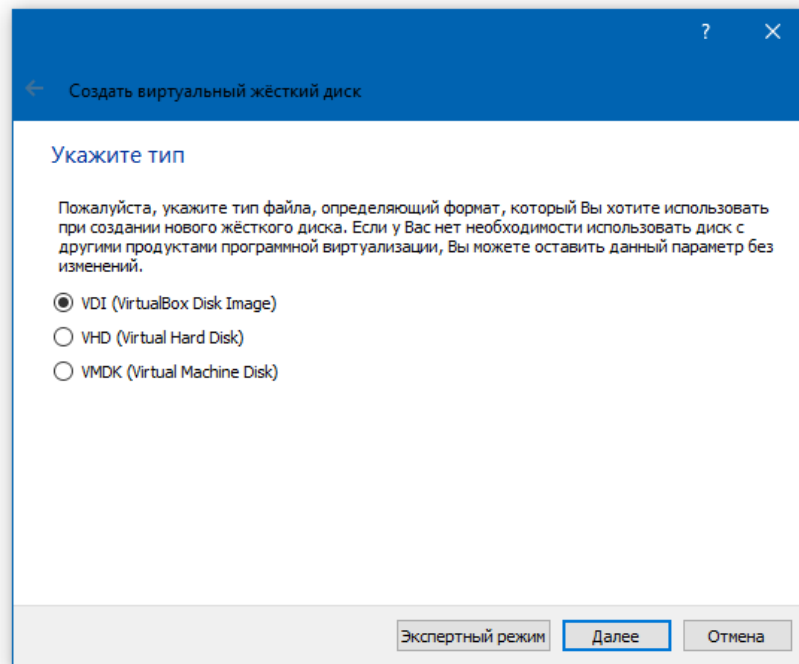 ?
Создать виртуальный жёсткий диск
Укажите тип
Пожалуйста, укажите тип файла, определяющий формат, который Вы хотите использовать
при создании нового жёсткого диска. Если у Вас нет необходимости использовать диск с
другими продуктами программной виртуализации, Вы можете оставить данный параметр без
изменений.
VDI (VirtualBox Disk Image)
VHD (Virtual Hard Disk)
VMDK (Virtual Machine Disk)
Экспертный режим Далее Отмена